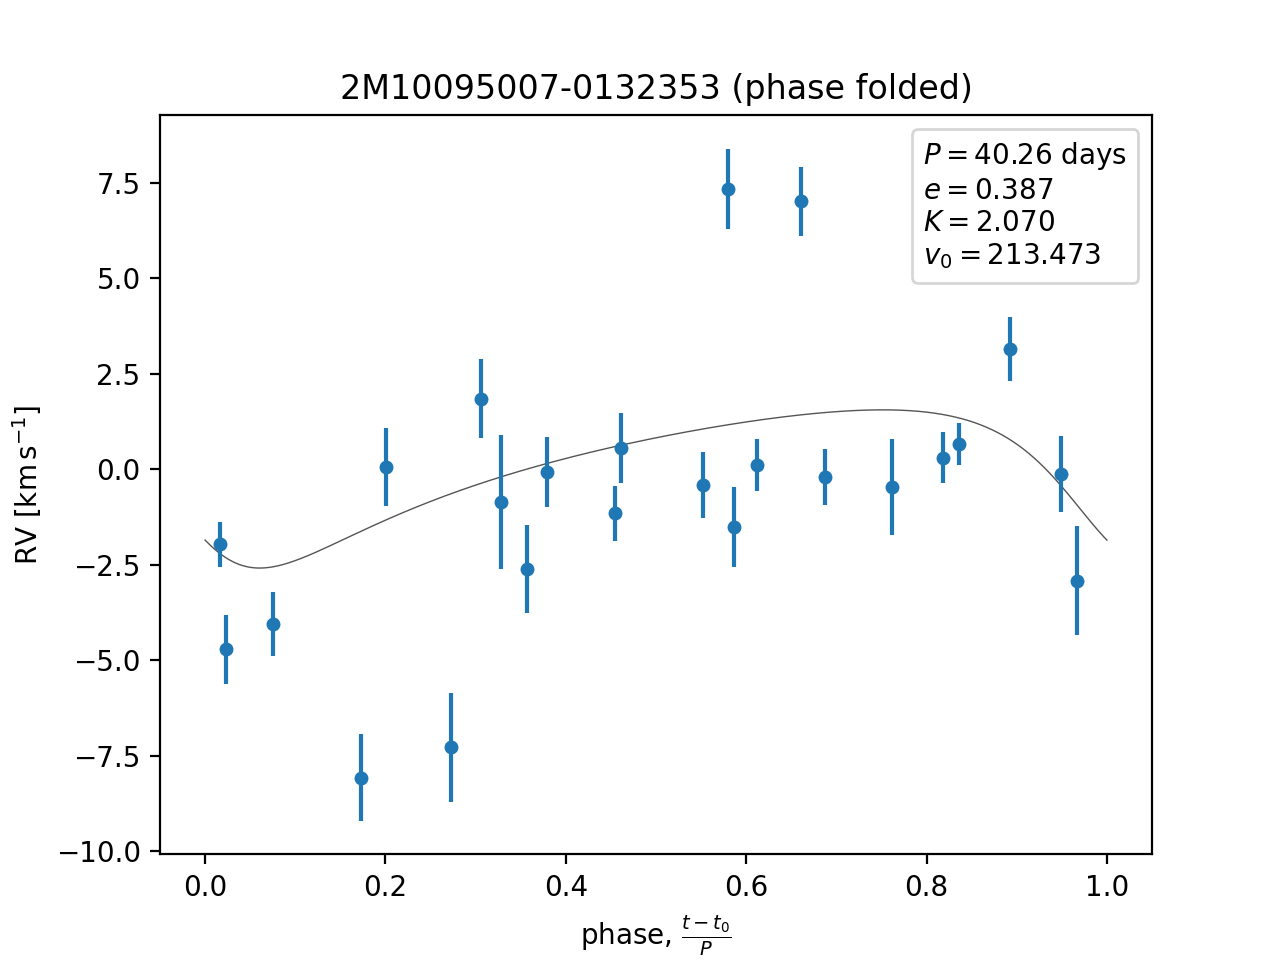 2M10095007-0132353 (phase folded)
P = 40.26 days
e = 0.387
K = 2.070
v₀ = 213.473
7.5
5.0
2.5
0.0
−2.5
−5.0
−7.5
−10.0
RV [km s⁻¹]
0.0 0.2 0.4 0.6 0.8 1.0
phase, (t − t₀)/P